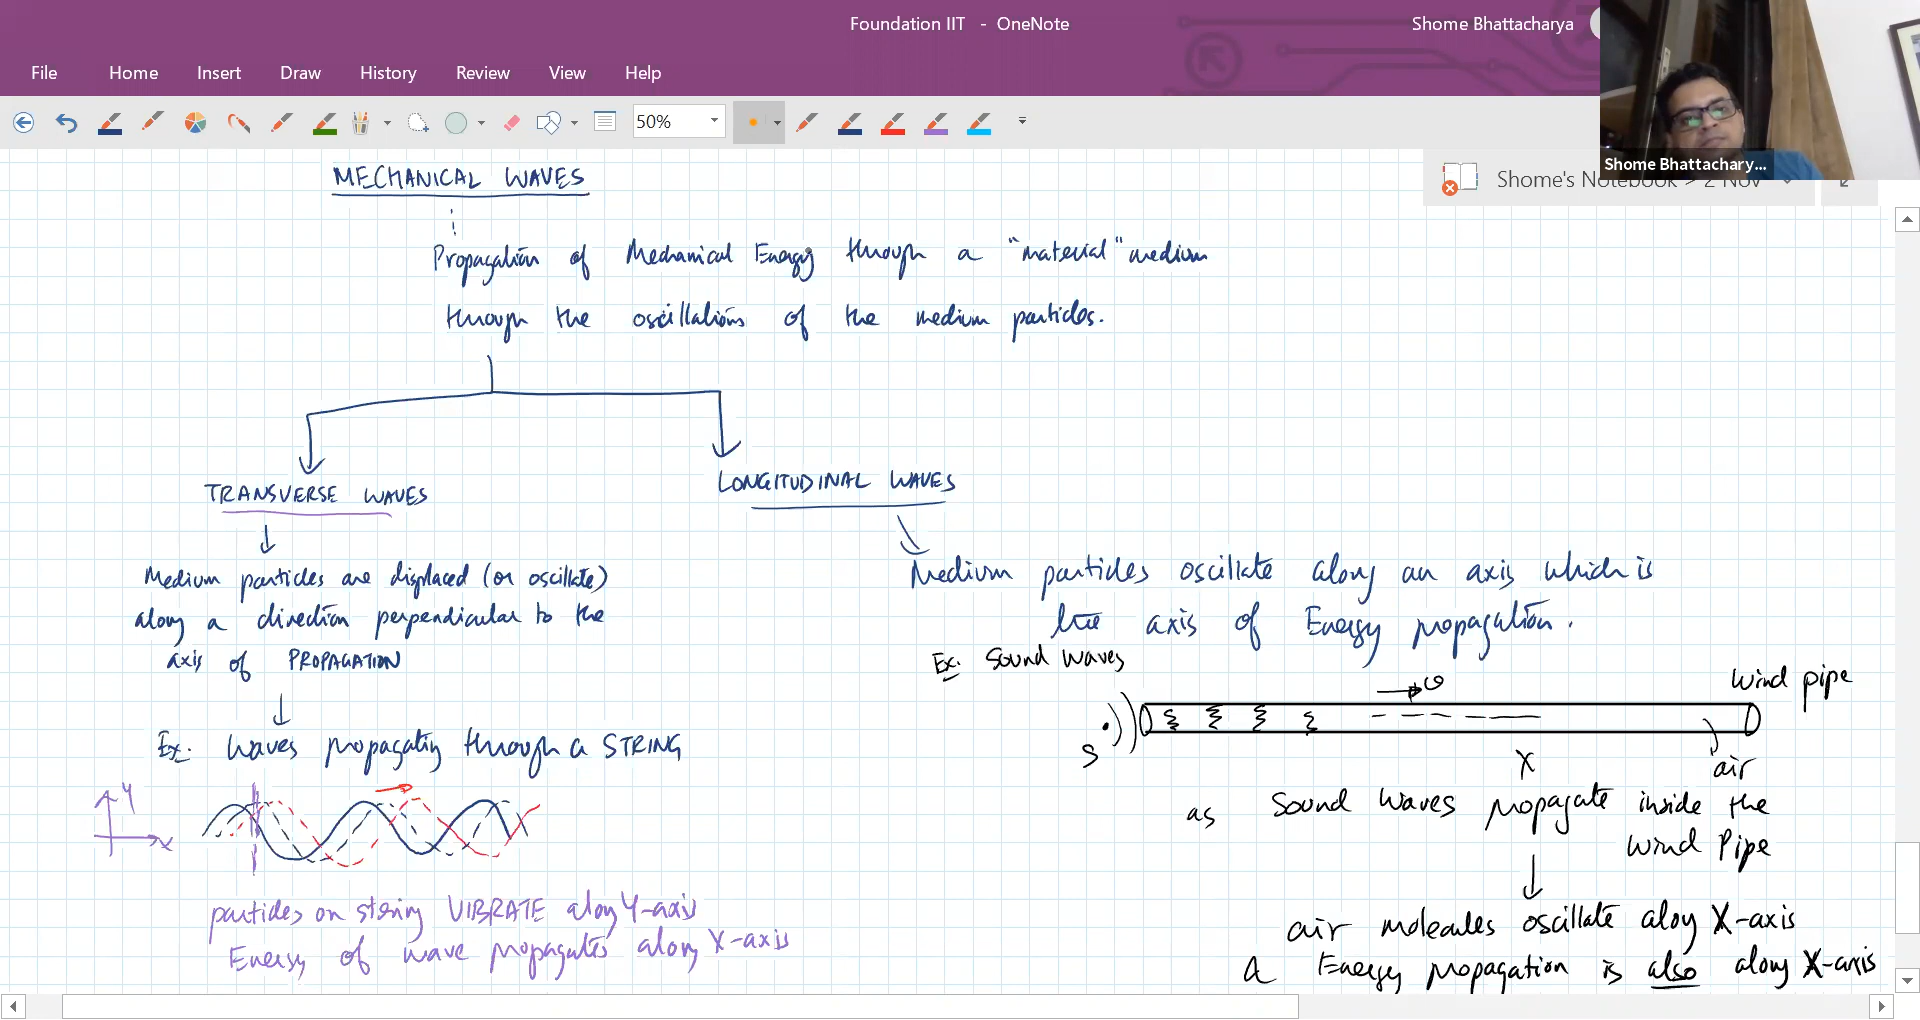 Foundation IIT - OneNote
Shome Bhattacharya
File Home Insert Draw History Review View Help
50%
Shome Bhattachary...
Shome's Notebook > 2 Nov
MECHANICAL WAVES
Propagation of Mechanical Energy through a "material" medium
through the oscillations of the medium particles.
TRANSVERSE WAVES
Medium particles are displaced (or oscillate)
along a direction perpendicular to the
axis of PROPAGATION
Ex: Waves propagating through a STRING
Y
X
particles on string VIBRATE along Y-axis
Energy of wave propagates along X-axis
LONGITUDINAL WAVES
Medium particles oscillate along an axis which is
the axis of Energy propagation.
Ex: Sound Waves
Wind pipe
S
X
air
as Sound Waves propagate inside the
Wind Pipe
air molecules oscillate along X-axis
& Energy propagation is also along X-axis